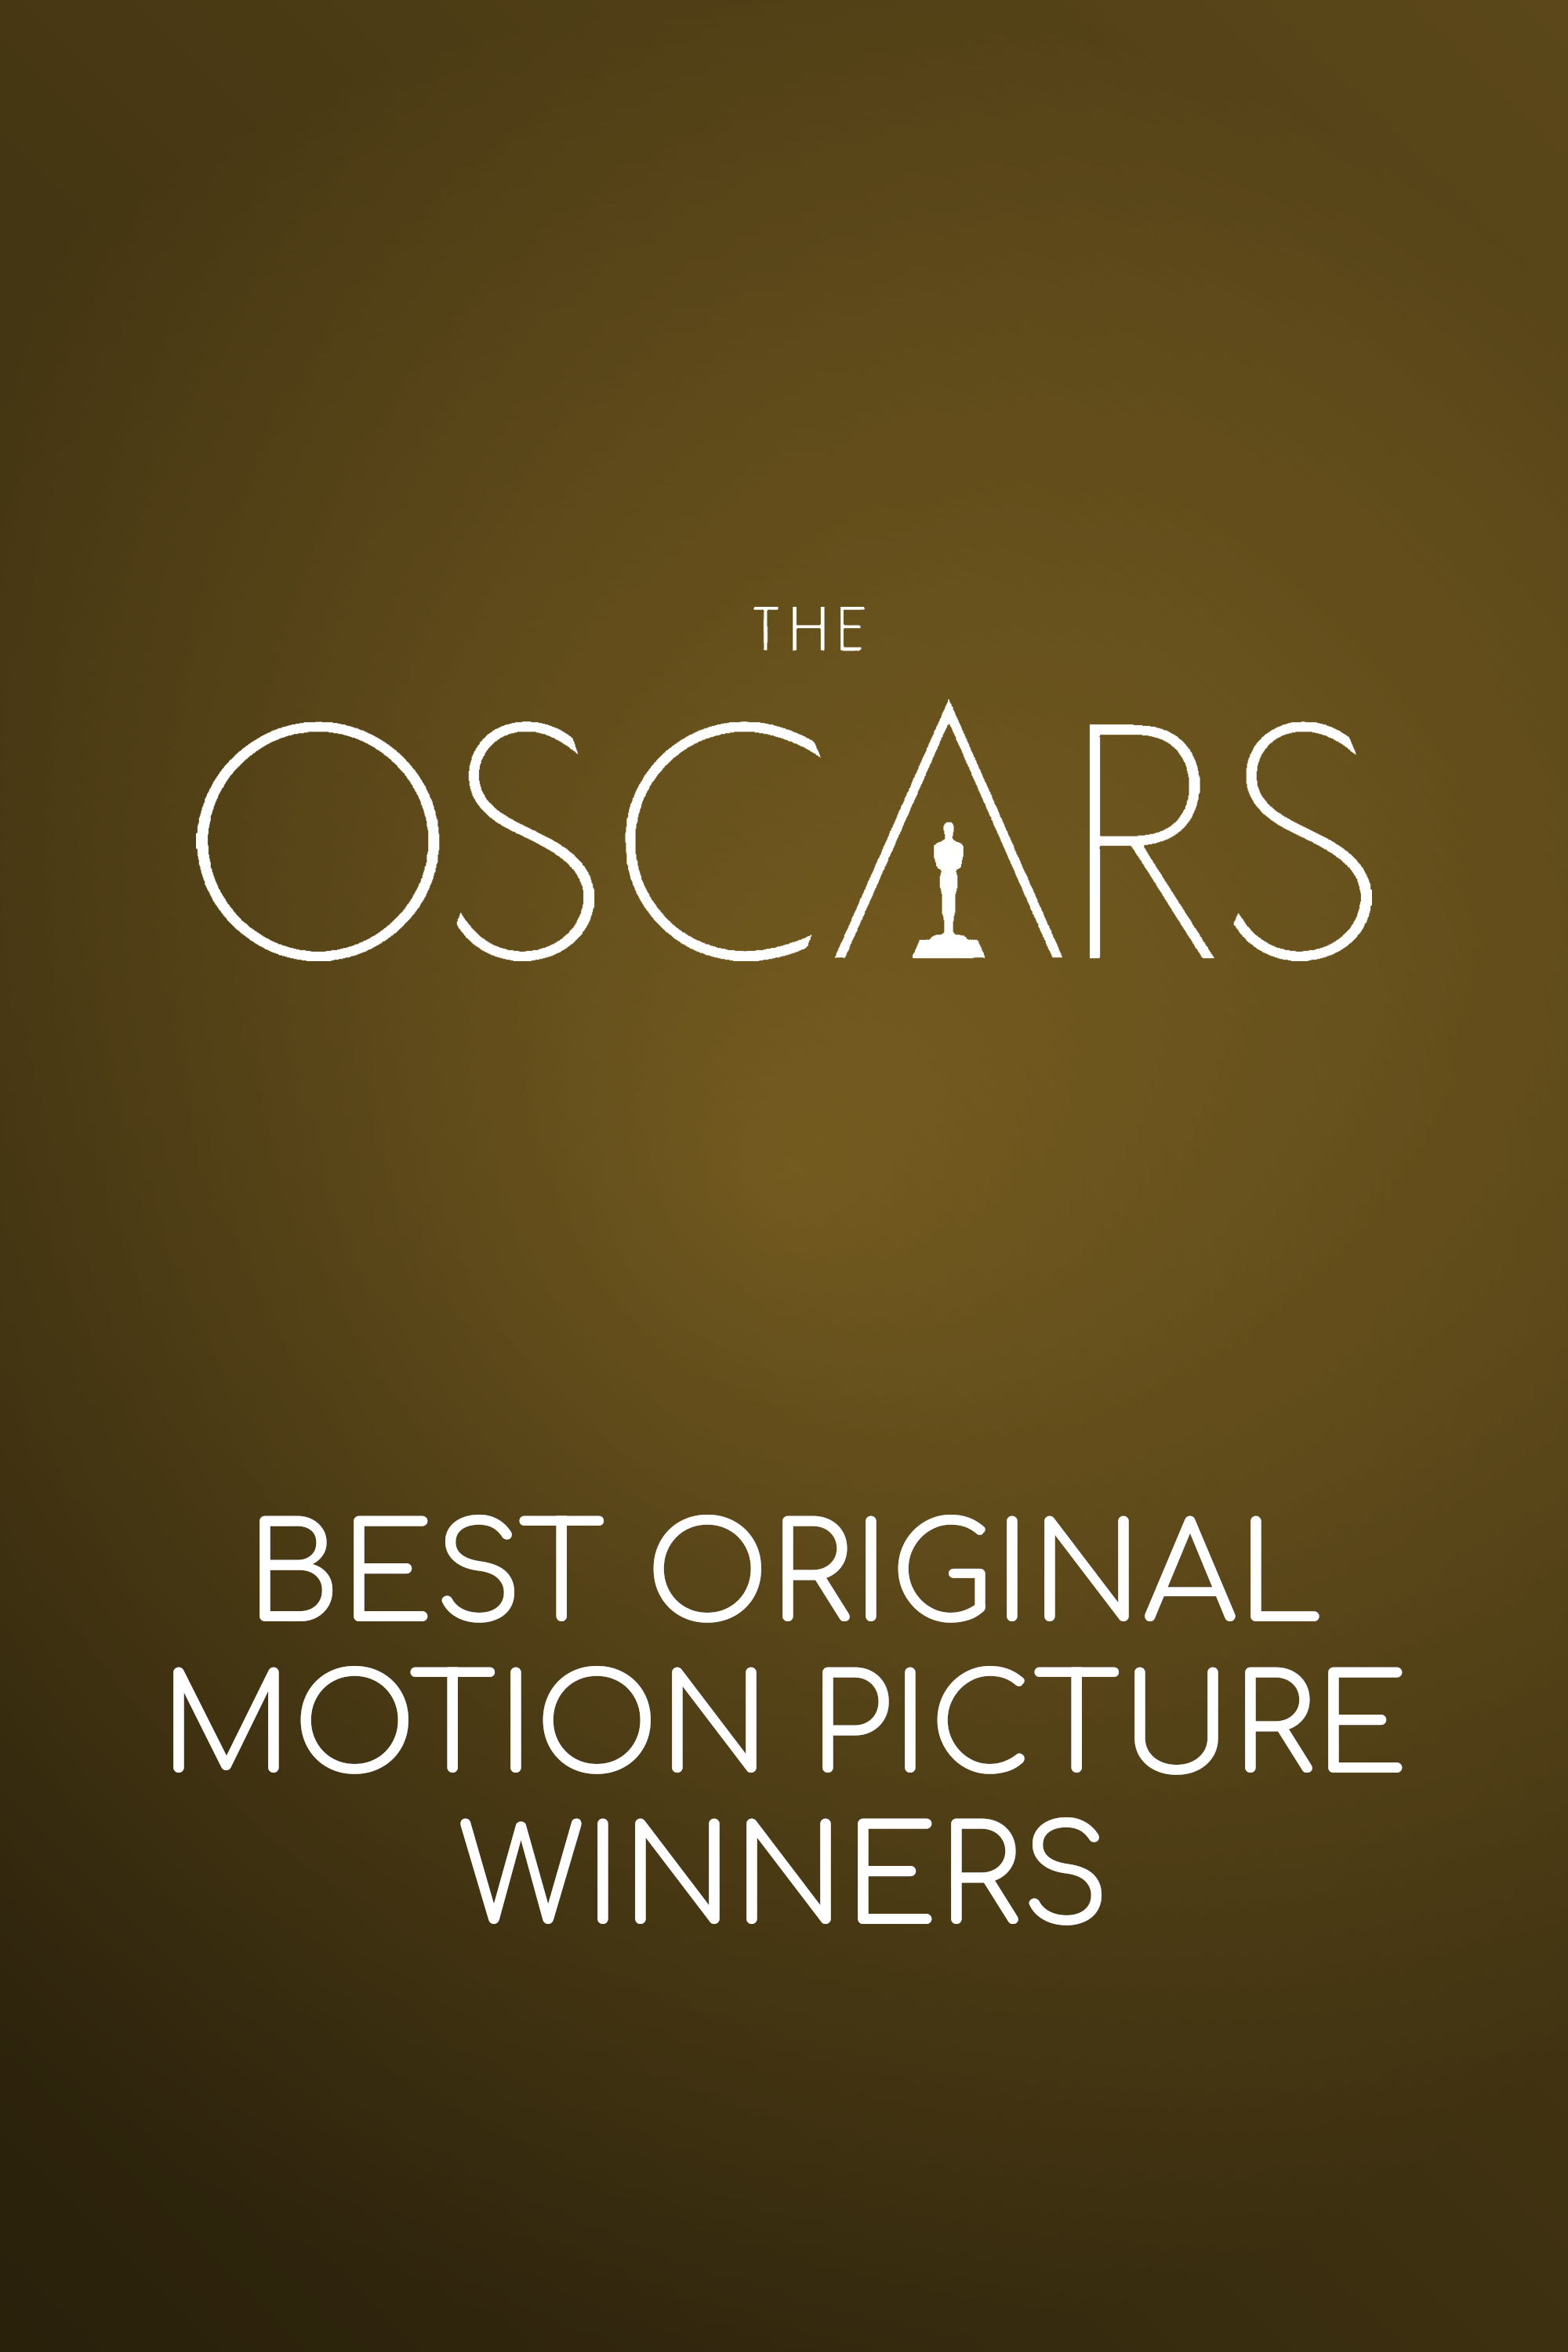 THE
OSCARS
BEST ORIGINAL
MOTION PICTURE
WINNERS